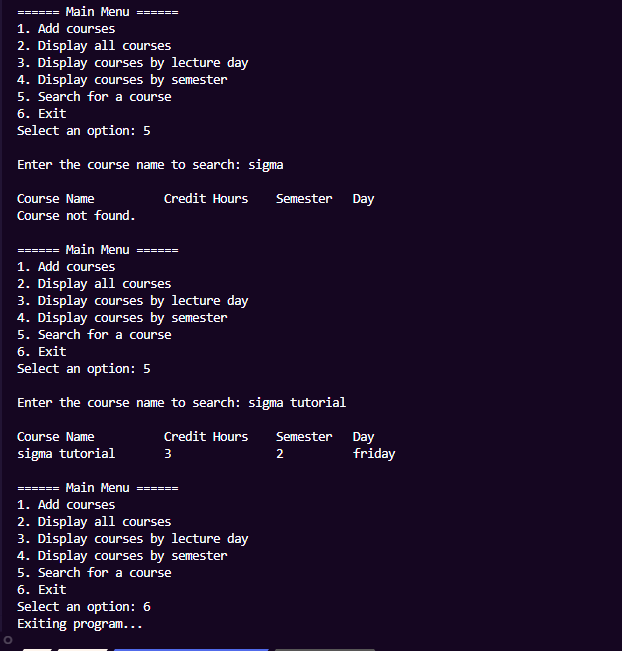 ====== Main Menu ======
1. Add courses
2. Display all courses
3. Display courses by lecture day
4. Display courses by semester
5. Search for a course
6. Exit
Select an option: 5
Enter the course name to search: sigma
Course Name Credit Hours Semester Day
Course not found.
====== Main Menu ======
1. Add courses
2. Display all courses
3. Display courses by lecture day
4. Display courses by semester
5. Search for a course
6. Exit
Select an option: 5
Enter the course name to search: sigma tutorial
Course Name Credit Hours Semester Day
sigma tutorial 3 2 friday
====== Main Menu ======
1. Add courses
2. Display all courses
3. Display courses by lecture day
4. Display courses by semester
5. Search for a course
6. Exit
Select an option: 6
Exiting program...